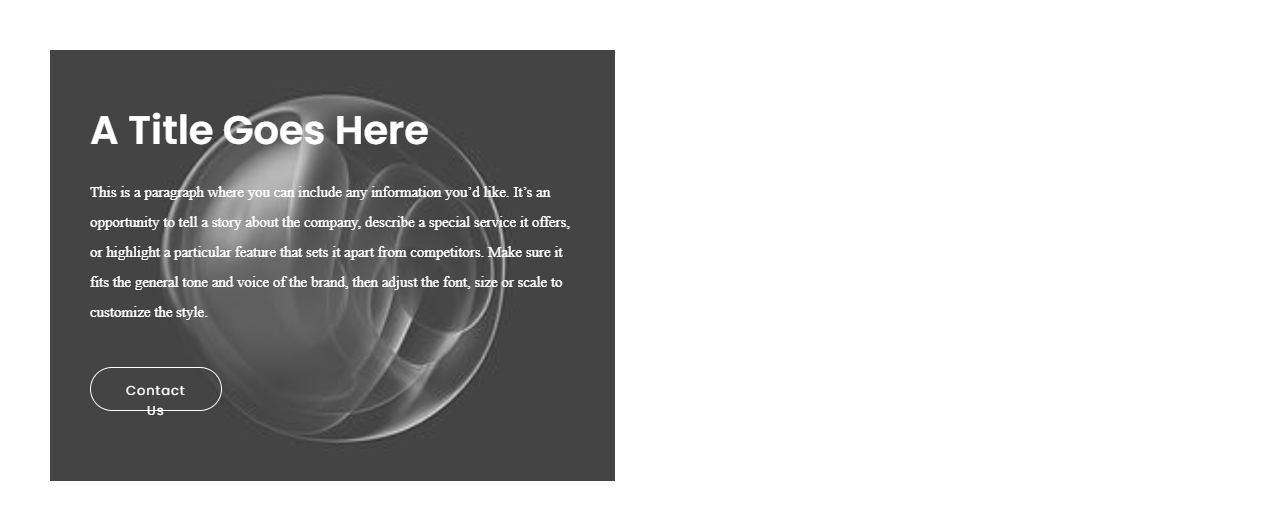 A Title Goes Here
This is a paragraph where you can include any information you’d like. It’s an
opportunity to tell a story about the company, describe a special service it offers,
or highlight a particular feature that sets it apart from competitors. Make sure it
fits the general tone and voice of the brand, then adjust the font, size or scale to
customize the style.
Contact
Us